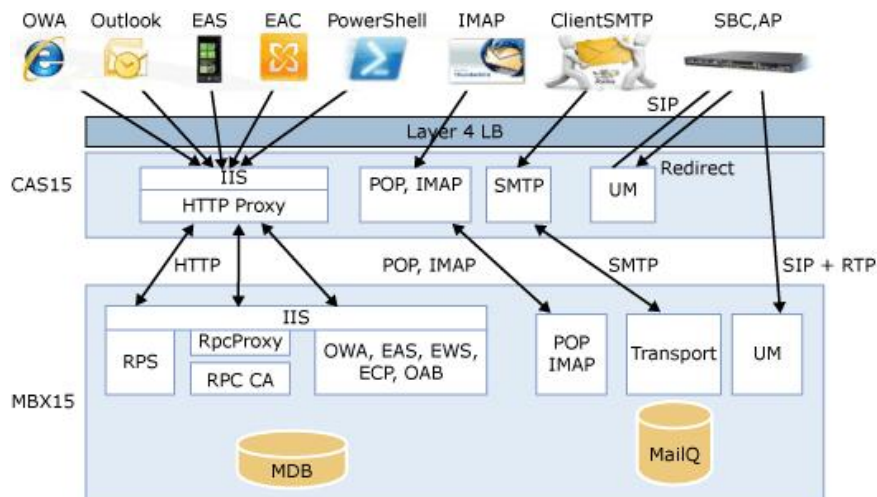 OWA Outlook EAS EAC PowerShell IMAP ClientSMTP SBC,AP
SIP
Layer 4 LB
CAS15
IIS
HTTP Proxy
POP, IMAP
SMTP
UM
Redirect
HTTP
POP, IMAP
SMTP
SIP + RTP
MBX15
IIS
RPS
RpcProxy
RPC CA
OWA, EAS, EWS,
ECP, OAB
POP
IMAP
Transport
UM
MDB
MailQ